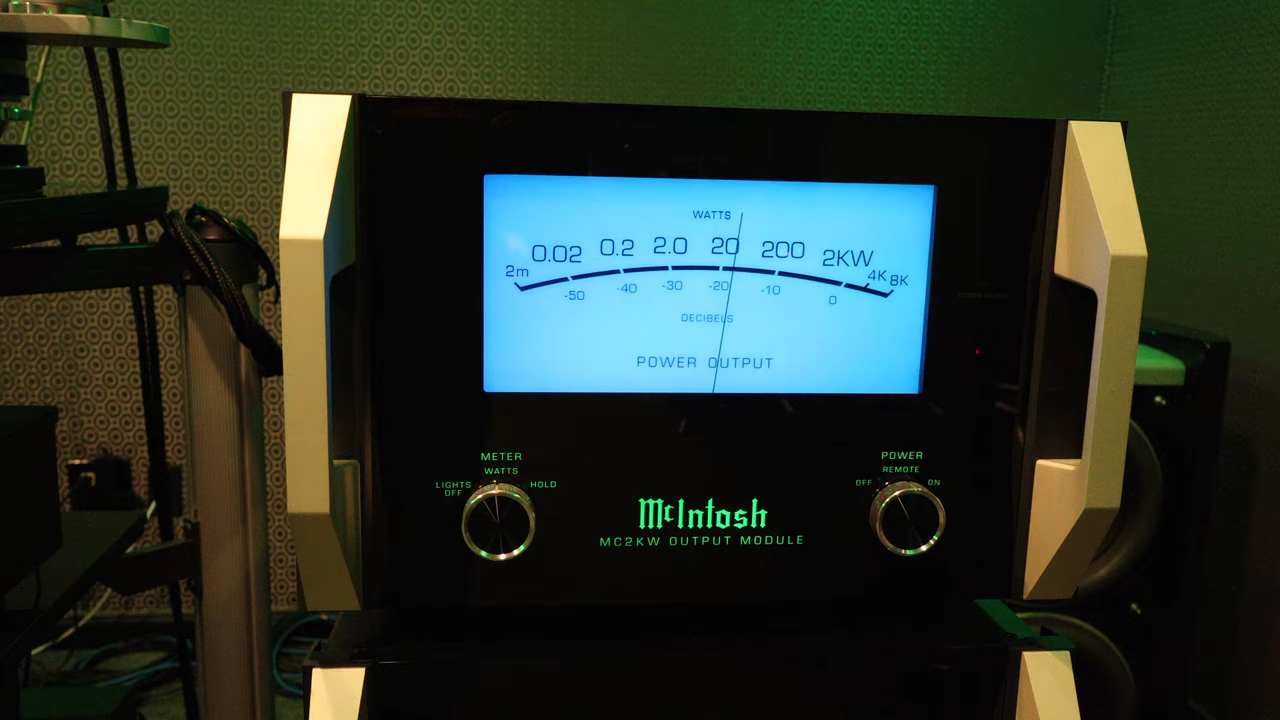 WATTS
0.02 0.2 2.0 20 200 2KW
2m 4K 8K
-50 -40 -30 -20 -10 0
DECIBELS
POWER OUTPUT
METER
WATTS
LIGHTS OFF HOLD
POWER
REMOTE
OFF ON
McIntosh
MC2KW OUTPUT MODULE